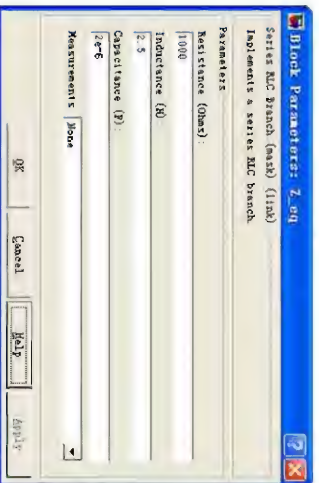 Block Parameters: Z_eq
Series RLC Branch (mask) (link)
Implements a series RLC branch.
Parameters
Resistance (Ohms):
1000
Inductance (H):
2.5
Capacitance (F):
2e-6
Measurements None
OK Cancel Help Apply